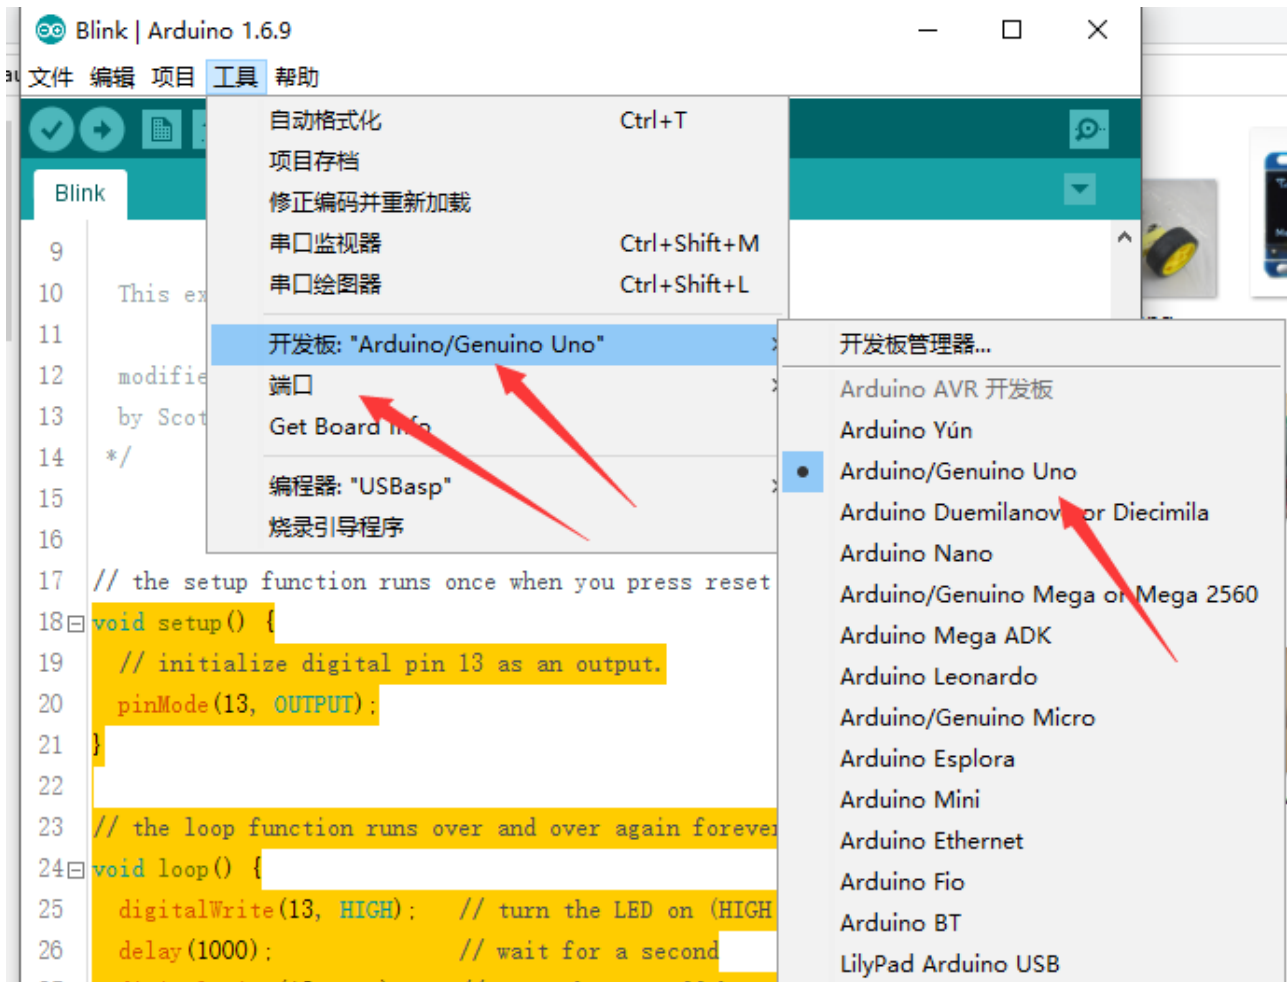 Blink | Arduino 1.6.9
文件 编辑 项目 工具 帮助
自动格式化 Ctrl+T
项目存档
修正编码并重新加载
串口监视器 Ctrl+Shift+M
串口绘图器 Ctrl+Shift+L
开发板: "Arduino/Genuino Uno"
端口
Get Board Info
编程器: "USBasp"
烧录引导程序
开发板管理器...
Arduino AVR 开发板
Arduino Yún
Arduino/Genuino Uno
Arduino Duemilanove or Diecimila
Arduino Nano
Arduino/Genuino Mega or Mega 2560
Arduino Mega ADK
Arduino Leonardo
Arduino/Genuino Micro
Arduino Esplora
Arduino Mini
Arduino Ethernet
Arduino Fio
Arduino BT
LilyPad Arduino USB
Blink
9
10 This ex
11
12 modifie
13 by Scot
14 */
15
16
17 // the setup function runs once when you press reset
18 void setup() {
19 // initialize digital pin 13 as an output.
20 pinMode(13, OUTPUT);
21 }
22
23 // the loop function runs over and over again forever
24 void loop() {
25 digitalWrite(13, HIGH); // turn the LED on (HIGH
26 delay(1000); // wait for a second